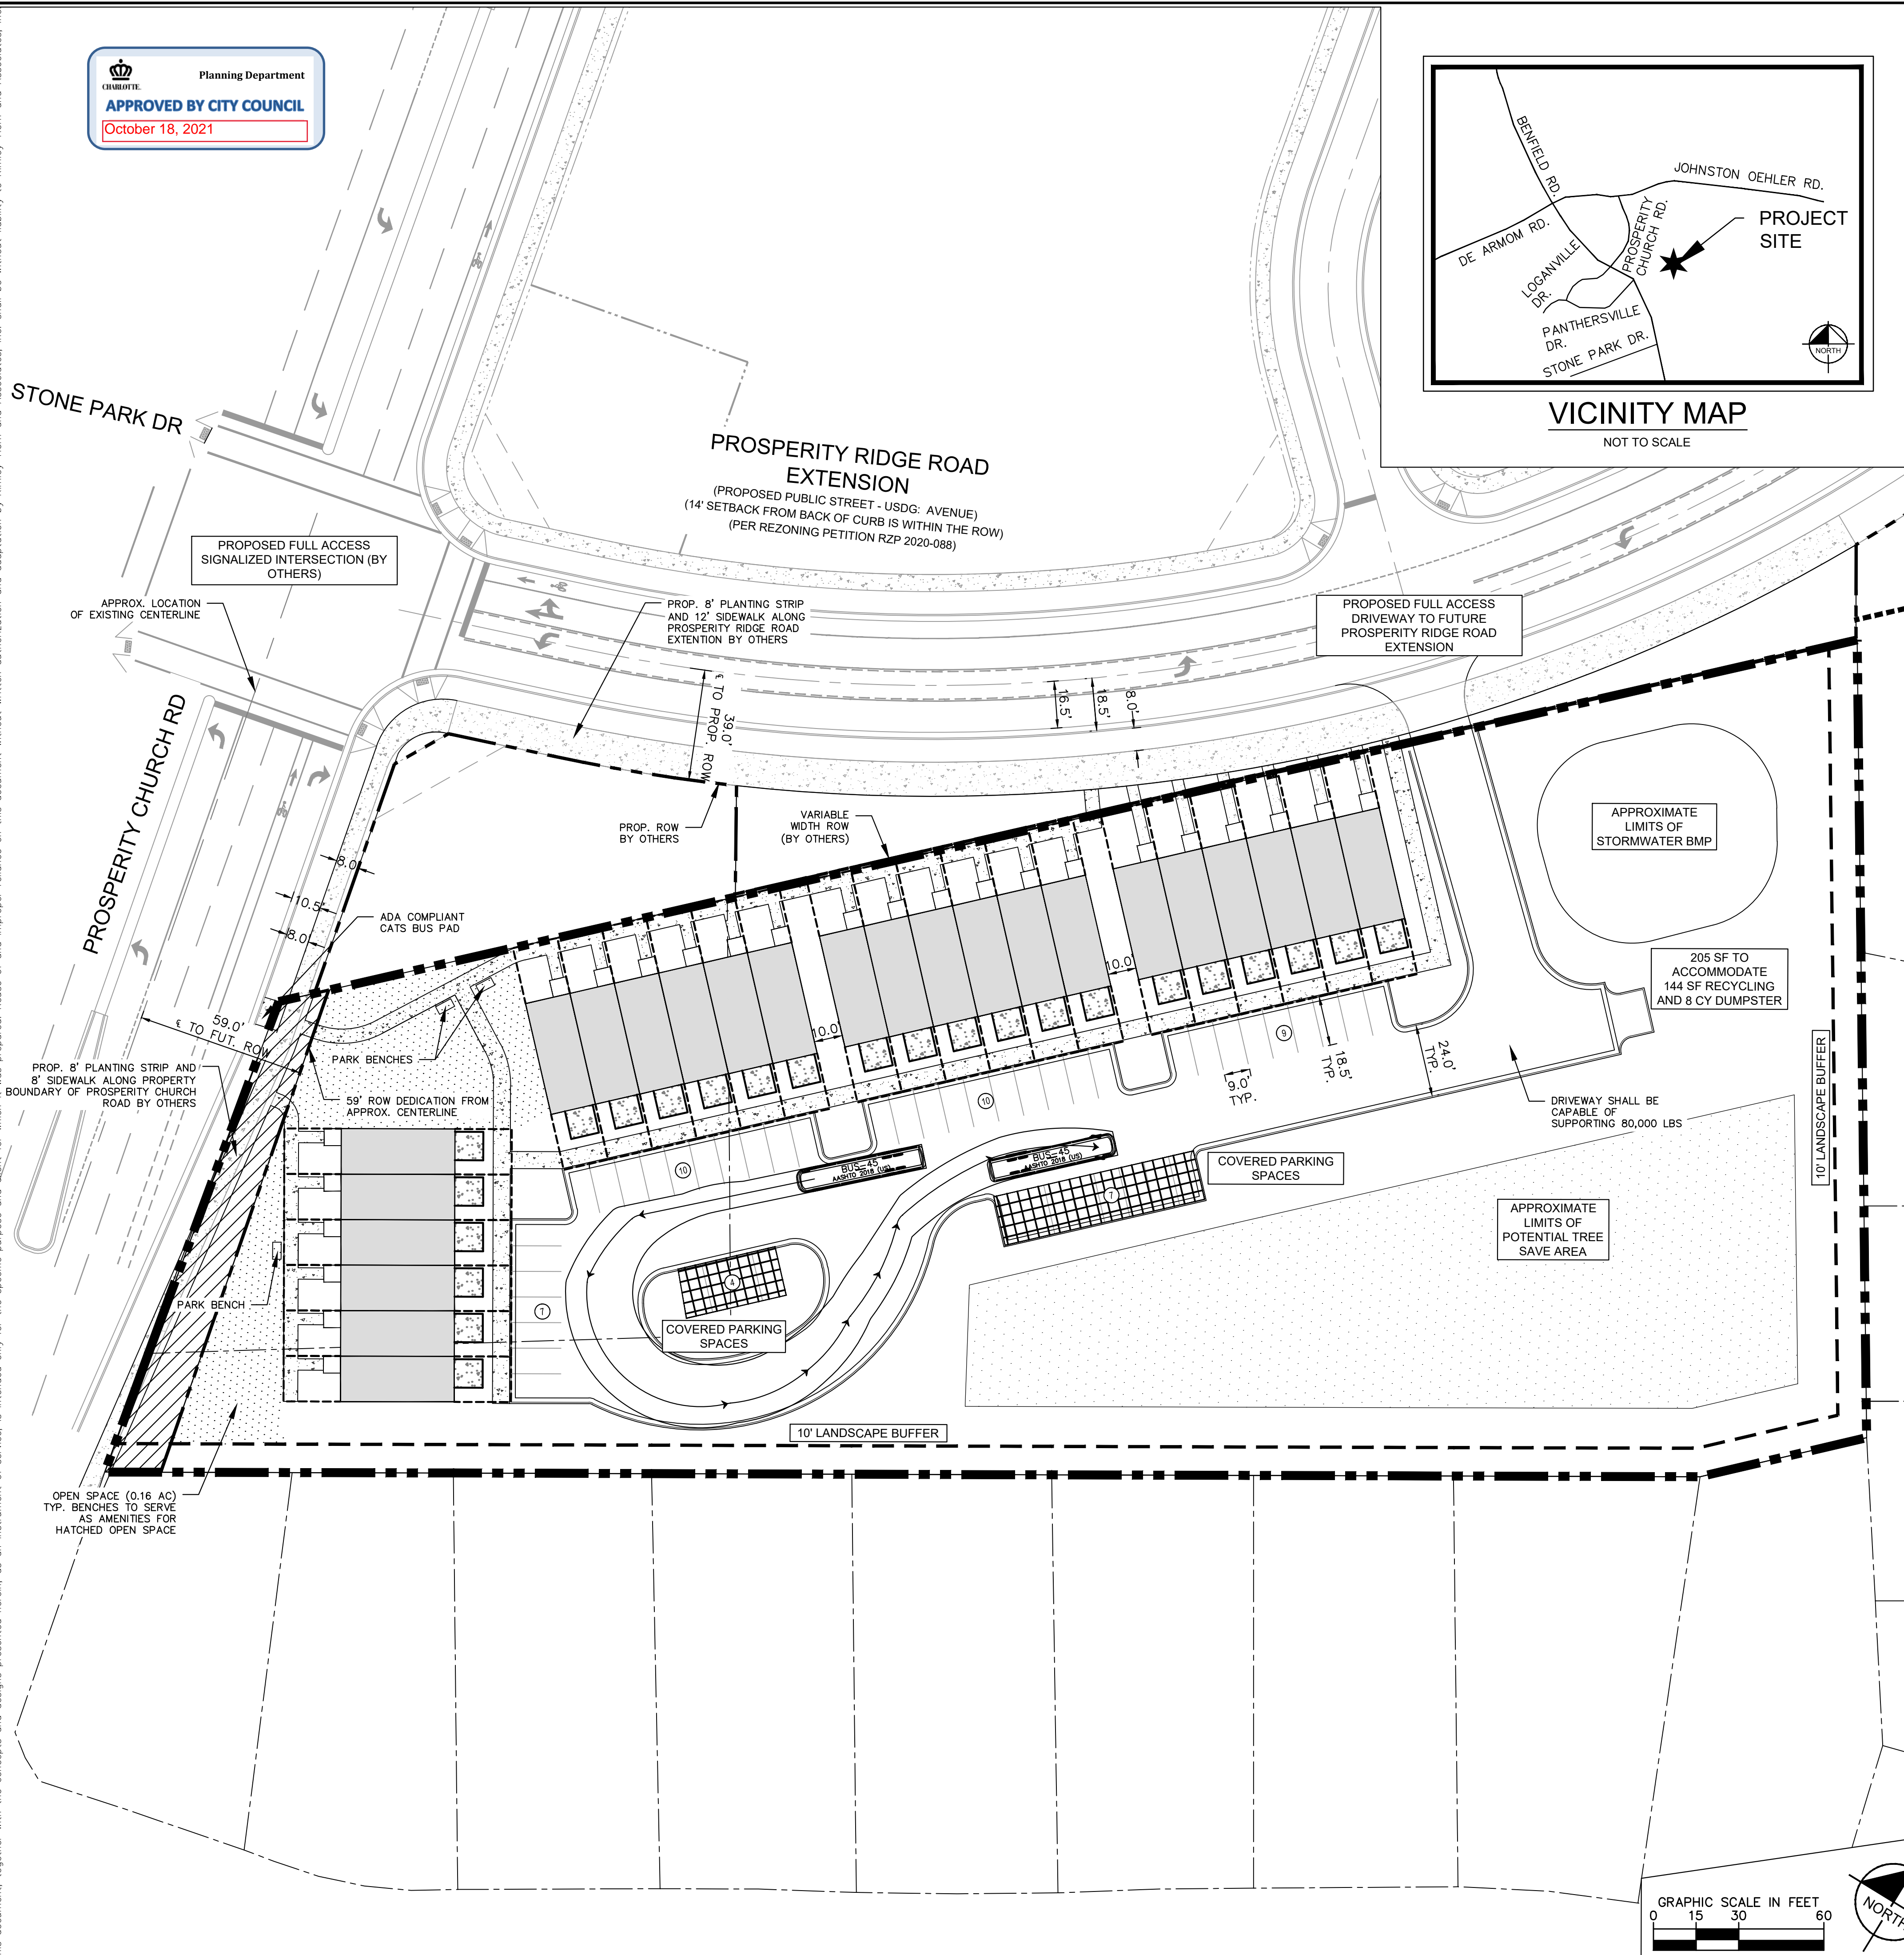 CHARLOTTE.
Planning Department
APPROVED BY CITY COUNCIL
October 18, 2021
BENFIELD RD.
JOHNSTON OEHLER RD.
DE ARMOM RD.
PROSPERITY
CHURCH RD.
PROJECT
SITE
LOGANVILLE
DR.
PANTHERSVILLE
DR.
STONE PARK DR.
NORTH
VICINITY MAP
NOT TO SCALE
STONE PARK DR
PROSPERITY RIDGE ROAD
EXTENSION
(PROPOSED PUBLIC STREET - USDG: AVENUE)
(14' SETBACK FROM BACK OF CURB IS WITHIN THE ROW)
(PER REZONING PETITION RZP 2020-088)
PROPOSED FULL ACCESS
SIGNALIZED INTERSECTION (BY
OTHERS)
APPROX. LOCATION
OF EXISTING CENTERLINE
PROP. 8' PLANTING STRIP
AND 12' SIDEWALK ALONG
PROSPERITY RIDGE ROAD
EXTENTION BY OTHERS
PROPOSED FULL ACCESS
DRIVEWAY TO FUTURE
PROSPERITY RIDGE ROAD
EXTENSION
39.0'
℄ TO PROP. ROW
16.5'
18.5'
8.0'
PROSPERITY CHURCH RD
PROP. ROW
BY OTHERS
VARIABLE
WIDTH ROW
(BY OTHERS)
APPROXIMATE
LIMITS OF
STORMWATER BMP
8.0'
10.5'
8.0'
ADA COMPLIANT
CATS BUS PAD
205 SF TO
ACCOMMODATE
144 SF RECYCLING
AND 8 CY DUMPSTER
10.0'
10.0'
59.0'
℄ TO FUT. ROW
PARK BENCHES
PROP. 8' PLANTING STRIP AND
8' SIDEWALK ALONG PROPERTY
BOUNDARY OF PROSPERITY CHURCH
ROAD BY OTHERS
59' ROW DEDICATION FROM
APPROX. CENTERLINE
9
18.5'
TYP.
24.0'
TYP.
9.0'
TYP.
10
10
DRIVEWAY SHALL BE
CAPABLE OF
SUPPORTING 80,000 LBS
10' LANDSCAPE BUFFER
BUS-45
AASHTO 2018 (US)
BUS-45
AASHTO 2018 (US)
COVERED PARKING
SPACES
7
APPROXIMATE
LIMITS OF
POTENTIAL TREE
SAVE AREA
4
7
PARK BENCH
COVERED PARKING
SPACES
10' LANDSCAPE BUFFER
OPEN SPACE (0.16 AC)
TYP. BENCHES TO SERVE
AS AMENITIES FOR
HATCHED OPEN SPACE
GRAPHIC SCALE IN FEET
0 15 30 60
NORTH